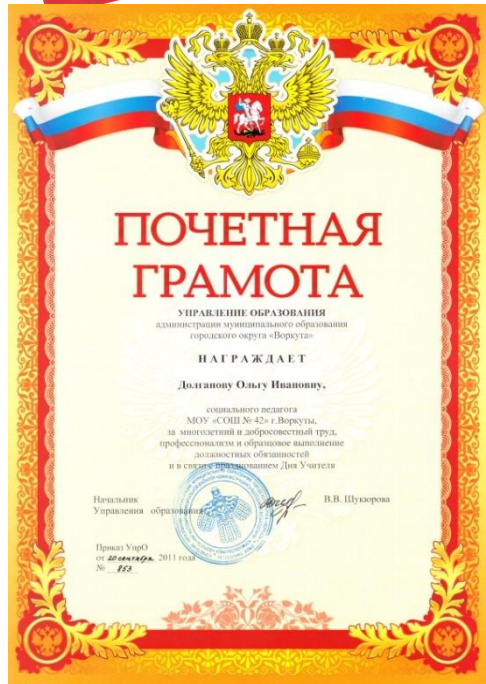 ПОЧЕТНАЯ
ГРАМОТА
УПРАВЛЕНИЕ ОБРАЗОВАНИЯ
администрации муниципального образования
городского округа «Воркута»
НАГРАЖДАЕТ
Долганову Ольгу Ивановну,
социального педагога
МОУ «СОШ № 42» г.Воркуты,
за многолетний и добросовестный труд,
профессионализм и образцовое выполнение
должностных обязанностей
и в связи с празднованием Дня Учителя
Начальник
Управления образования
В.В. Шукюрова
Приказ УпрО
от 20 сентября 2011 года
№ 853